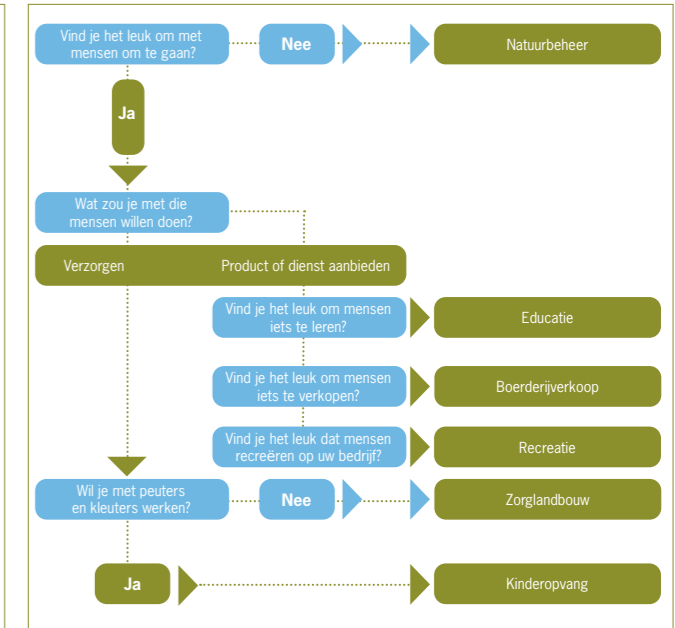 Vind je het leuk om met
mensen om te gaan?
Nee
Natuurbeheer
Ja
Wat zou je met die
mensen willen doen?
Verzorgen
Product of dienst aanbieden
Vind je het leuk om mensen
iets te leren?
Educatie
Vind je het leuk om mensen
iets te verkopen?
Boerderijverkoop
Vind je het leuk dat mensen
recreëren op uw bedrijf?
Recreatie
Wil je met peuters
en kleuters werken?
Nee
Zorglandbouw
Ja
Kinderopvang